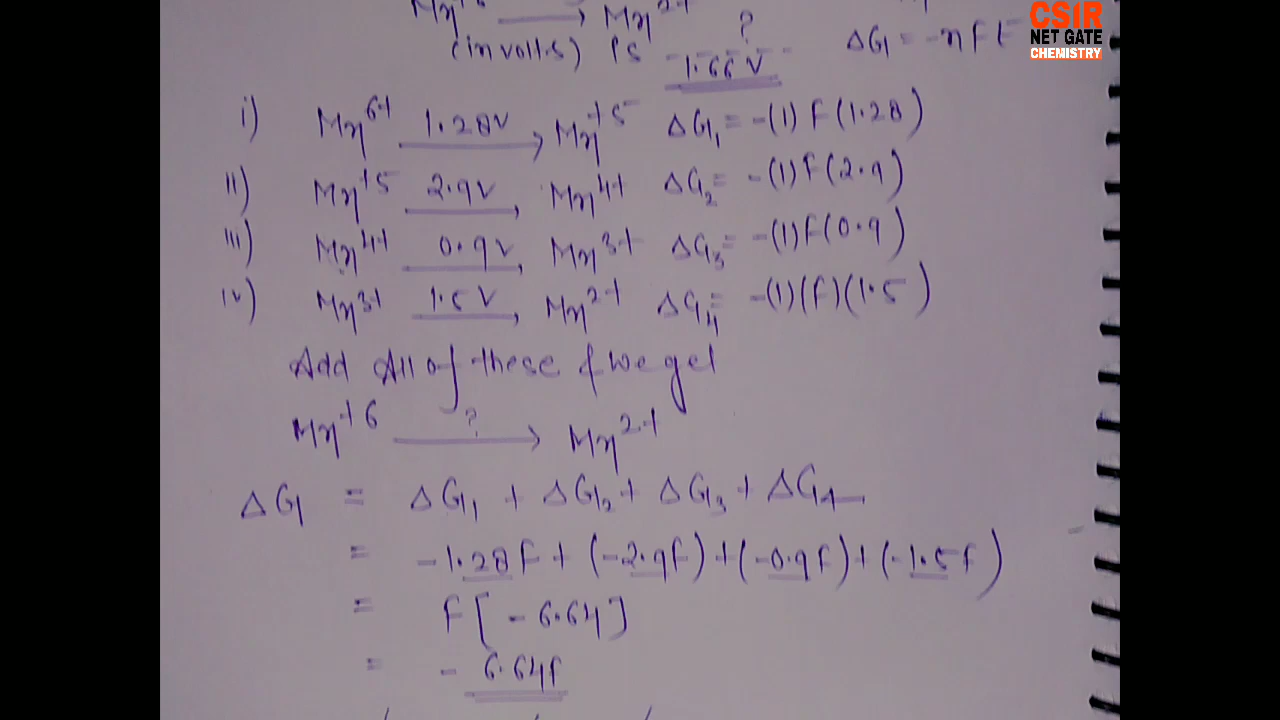 Mn⁶⁺ ⟶ Mn²⁺ ?
(in volts) is 1.66 V ΔG = -nFE
CSIR
NET GATE
CHEMISTRY
i) Mn⁶⁺ 1.28V ⟶ Mn⁺⁵ ΔG₁ = -(1) F (1.28)
ii) Mn⁺⁵ 2.9V ⟶ Mn⁴⁺ ΔG₂ = -(1)F(2.9)
iii) Mn⁴⁺ 0.9V ⟶ Mn³⁺ ΔG₃ = -(1)F(0.9)
iv) Mn³⁺ 1.5V ⟶ Mn²⁺ ΔG₄ = -(1)(F)(1.5)
Add All of these & we get
Mn⁺⁶ ? ⟶ Mn²⁺
ΔG = ΔG₁ + ΔG₂ + ΔG₃ + ΔG₄
= -1.28F + (-2.9F) + (-0.9F) + (-1.5F)
= F[-6.64]
= -6.64F